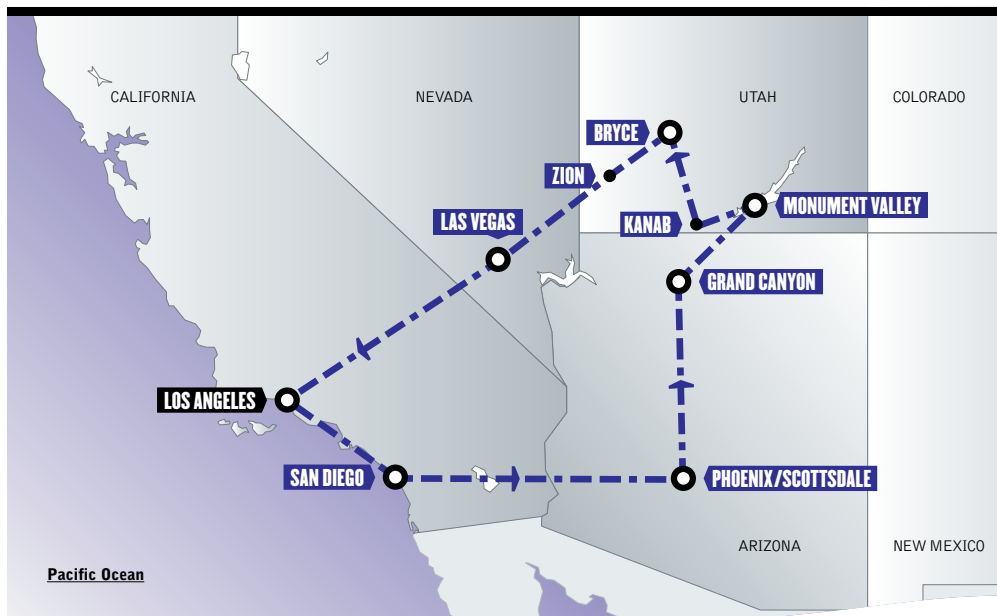 CALIFORNIA
NEVADA
UTAH
COLORADO
BRYCE
ZION
MONUMENT VALLEY
LAS VEGAS
KANAB
GRAND CANYON
LOS ANGELES
SAN DIEGO
PHOENIX/SCOTTSDALE
ARIZONA
NEW MEXICO
Pacific Ocean